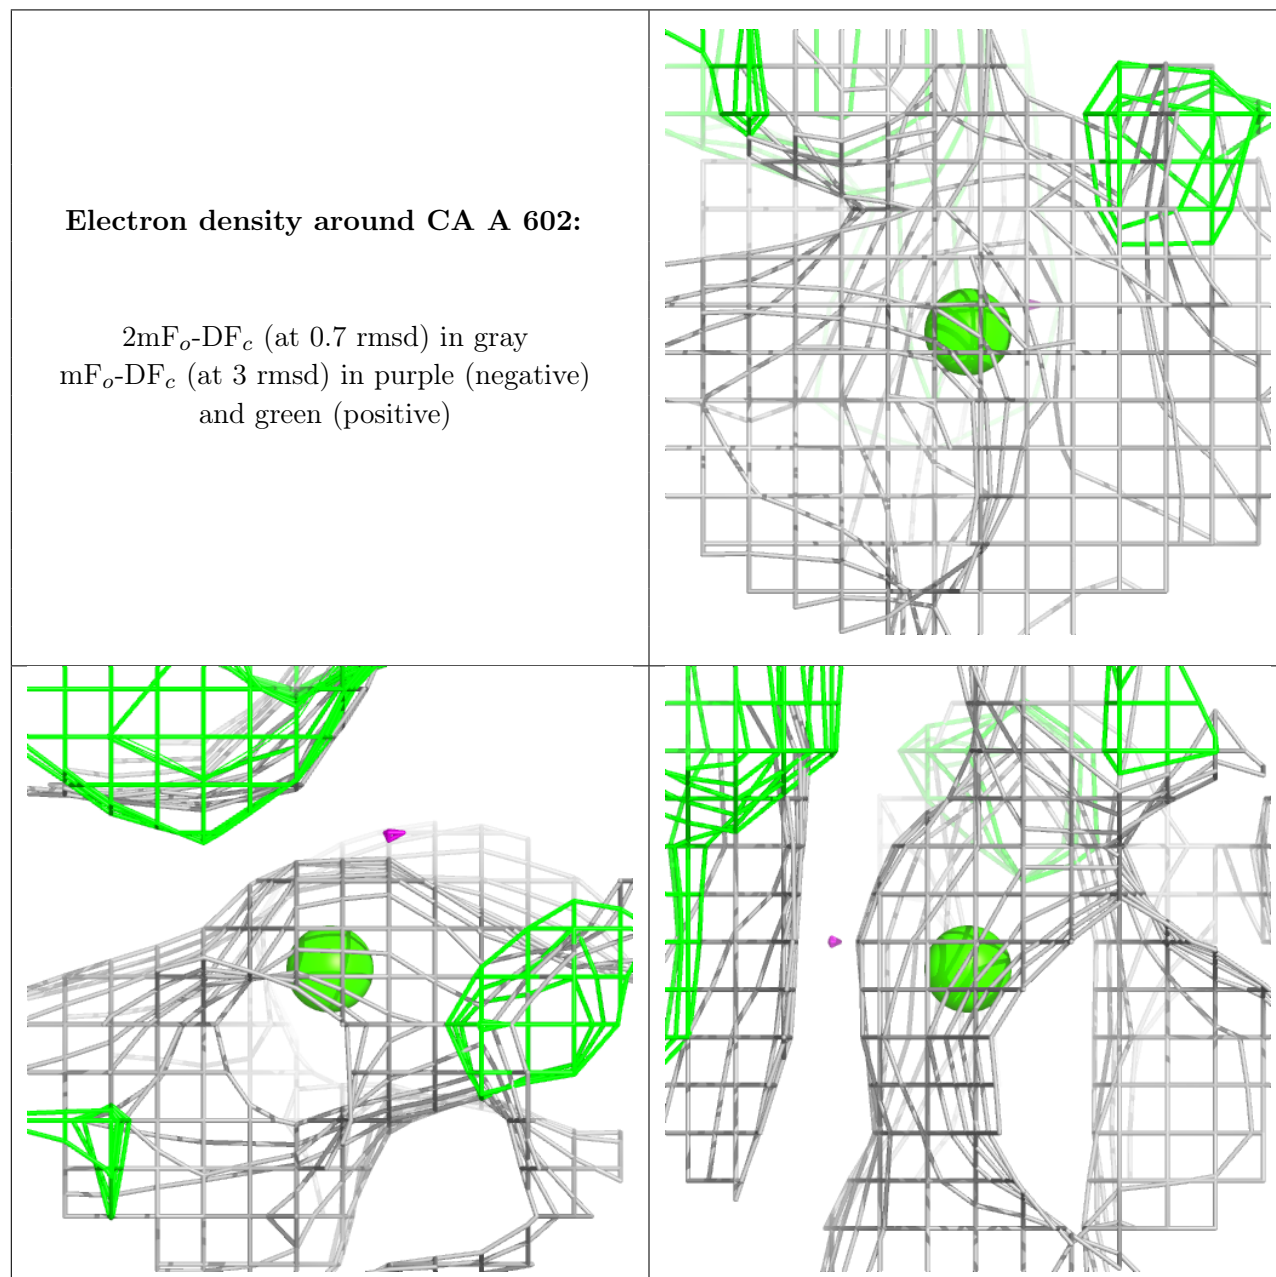 Electron density around CA A 602:
2mFo-DFc (at 0.7 rmsd) in gray
mFo-DFc (at 3 rmsd) in purple (negative)
and green (positive)